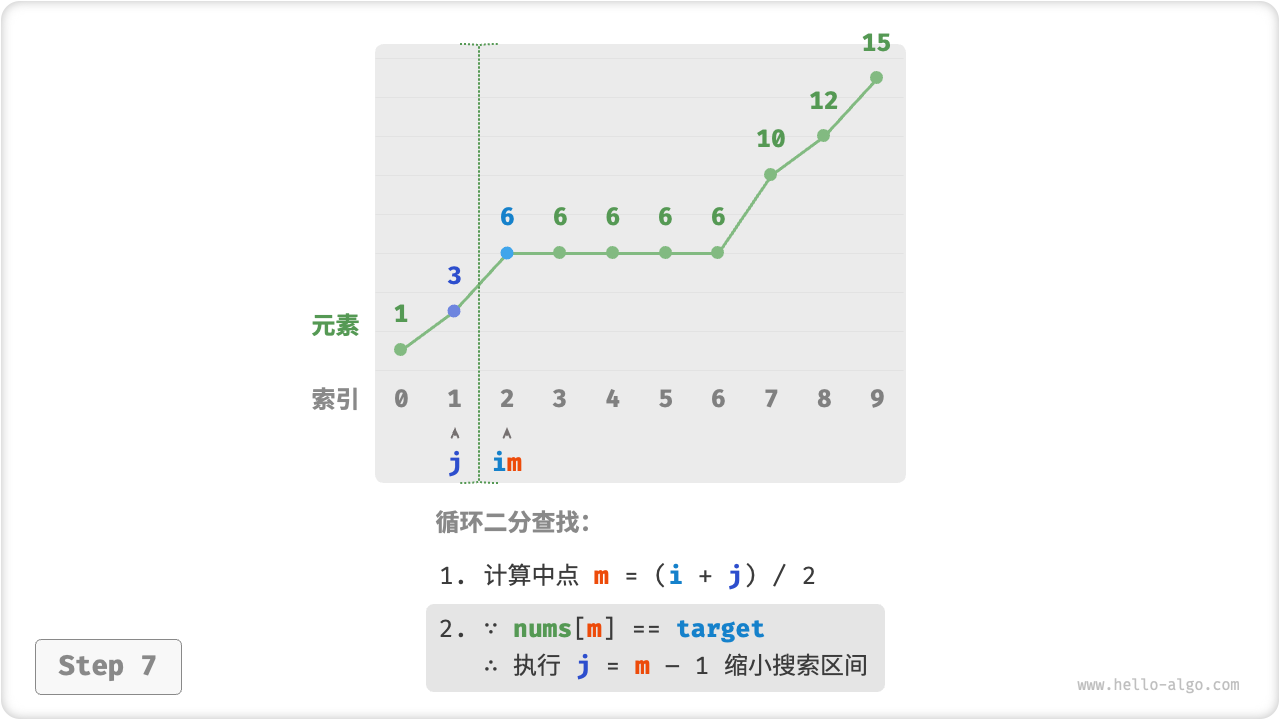 15
12
10
6 6 6 6 6
3
1
元素
索引 0 1 2 3 4 5 6 7 8 9
j im
循环二分查找:
1. 计算中点 m = (i + j) / 2
2. ∵ nums[m] == target
∴ 执行 j = m − 1 缩小搜索区间
Step 7
www.hello-algo.com